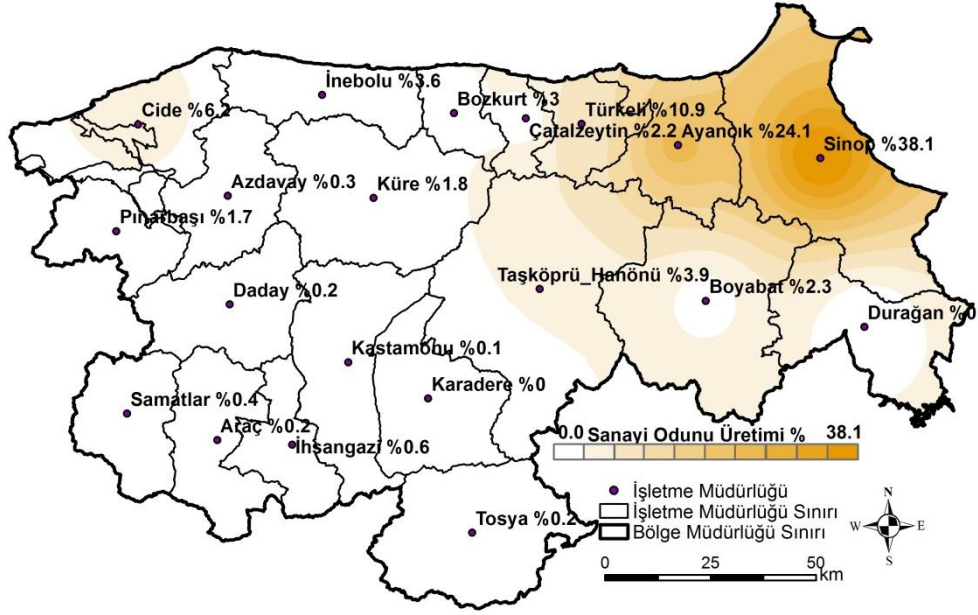 İnebolu %3.6
Cide %6.2
Bozkurt %3
Türkeli %10.9
Çatalzeytin %2.2
Ayancık %24.1
Sinop %38.1
Azdavay %0.3
Küre %1.8
Pınarbaşı %1.7
Taşköprü_Hanönü %3.9
Boyabat %2.3
Daday %0.2
Durağan %0
Kastamonu %0.1
Karadere %0
Samatlar %0.4
Araç %0.2
İhsangazi %0.6
Tosya %0.2
0.0 Sanayi Odunu Üretimi % 38.1
İşletme Müdürlüğü
İşletme Müdürlüğü Sınırı
Bölge Müdürlüğü Sınırı
N
W E
S
0 25 50
km